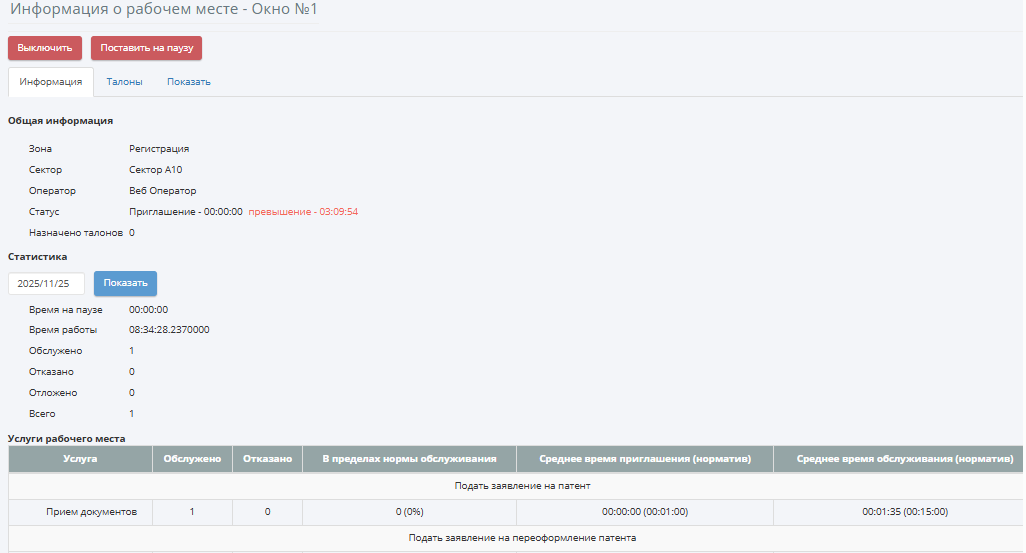 Информация о рабочем месте - Окно №1
Выключить Поставить на паузу
Информация Талоны Показать
Общая информация
Зона Регистрация
Сектор Сектор А10
Оператор Веб Оператор
Статус Приглашение - 00:00:00 превышение - 03:09:54
Назначено талонов 0
Статистика
2025/11/25 Показать
Время на паузе 00:00:00
Время работы 08:34:28.2370000
Обслужено 1
Отказано 0
Отложено 0
Всего 1
Услуги рабочего места
Услуга Обслужено Отказано В пределах нормы обслуживания Среднее время приглашения (норматив) Среднее время обслуживания (норматив)
Подать заявление на патент
Прием документов 1 0 0 (0%) 00:00:00 (00:01:00) 00:01:35 (00:15:00)
Подать заявление на переоформление патента